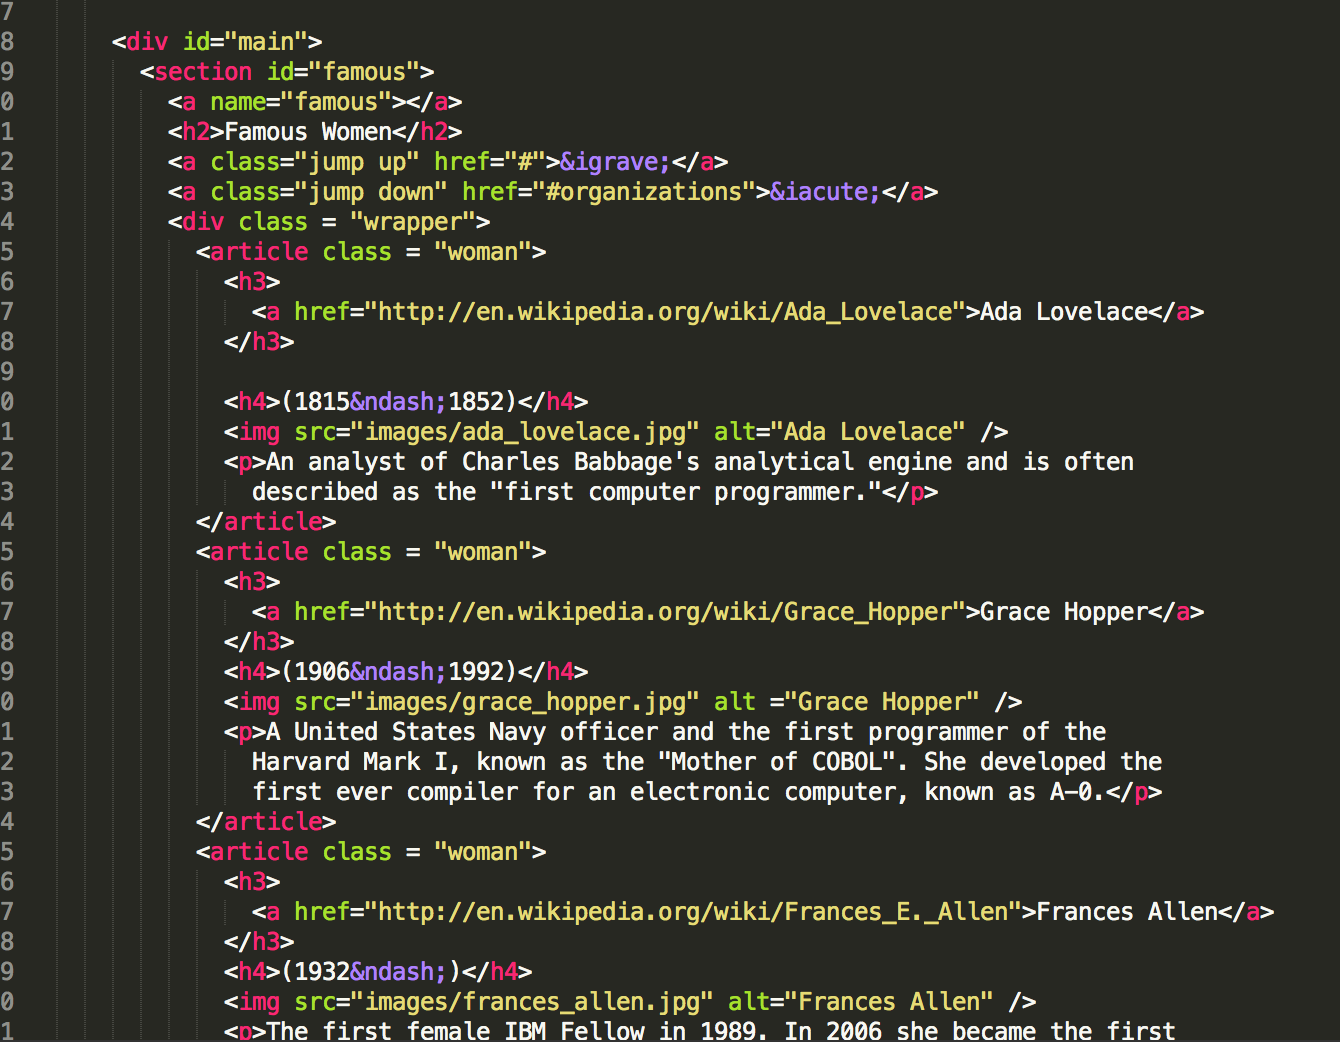 7
8 <div id="main">
9 <section id="famous">
0 <a name="famous"></a>
1 <h2>Famous Women</h2>
2 <a class="jump up" href="#">&igrave;</a>
3 <a class="jump down" href="#organizations">&iacute;</a>
4 <div class = "wrapper">
5 <article class = "woman">
6 <h3>
7 <a href="http://en.wikipedia.org/wiki/Ada_Lovelace">Ada Lovelace</a>
8 </h3>
9
0 <h4>(1815&ndash;1852)</h4>
1 <img src="images/ada_lovelace.jpg" alt="Ada Lovelace" />
2 <p>An analyst of Charles Babbage's analytical engine and is often
3 described as the "first computer programmer."</p>
4 </article>
5 <article class = "woman">
6 <h3>
7 <a href="http://en.wikipedia.org/wiki/Grace_Hopper">Grace Hopper</a>
8 </h3>
9 <h4>(1906&ndash;1992)</h4>
0 <img src="images/grace_hopper.jpg" alt ="Grace Hopper" />
1 <p>A United States Navy officer and the first programmer of the
2 Harvard Mark I, known as the "Mother of COBOL". She developed the
3 first ever compiler for an electronic computer, known as A-0.</p>
4 </article>
5 <article class = "woman">
6 <h3>
7 <a href="http://en.wikipedia.org/wiki/Frances_E._Allen">Frances Allen</a>
8 </h3>
9 <h4>(1932&ndash;)</h4>
0 <img src="images/frances_allen.jpg" alt="Frances Allen" />
1 <p>The first female IBM Fellow in 1989. In 2006 she became the first